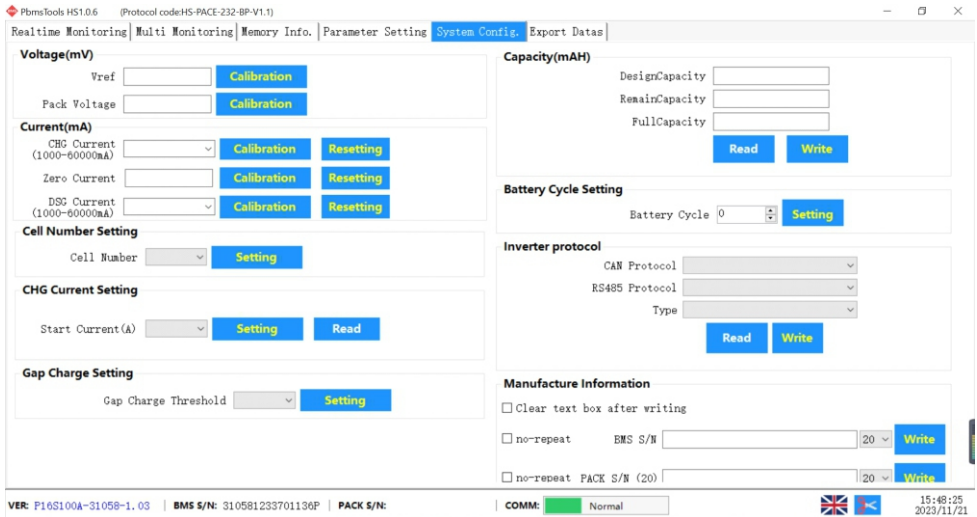 PbmsTools HS1.0.6 (Protocol code:HS-PACE-232-BP-V1.1)
Realtime Monitoring Multi Monitoring Memory Info. Parameter Setting System Config. Export Datas
Voltage(mV)
Vref Calibration
Pack Voltage Calibration
Current(mA)
CHG Current
(1000-60000mA) Calibration Resetting
Zero Current Calibration Resetting
DSG Current
(1000-60000mA) Calibration Resetting
Cell Number Setting
Cell Number Setting
CHG Current Setting
Start Current(A) Setting Read
Gap Charge Setting
Gap Charge Threshold Setting
Capacity(mAH)
DesignCapacity
RemainCapacity
FullCapacity
Read Write
Battery Cycle Setting
Battery Cycle 0 Setting
Inverter protocol
CAN Protocol
RS485 Protocol
Type
Read Write
Manufacture Information
Clear text box after writing
no-repeat BMS S/N 20 Write
no-repeat PACK S/N (20) 20 Write
VER: P16S100A-31058-1.03 BMS S/N: 310581233701136P PACK S/N: COMM: Normal
15:48:25
2023/11/21